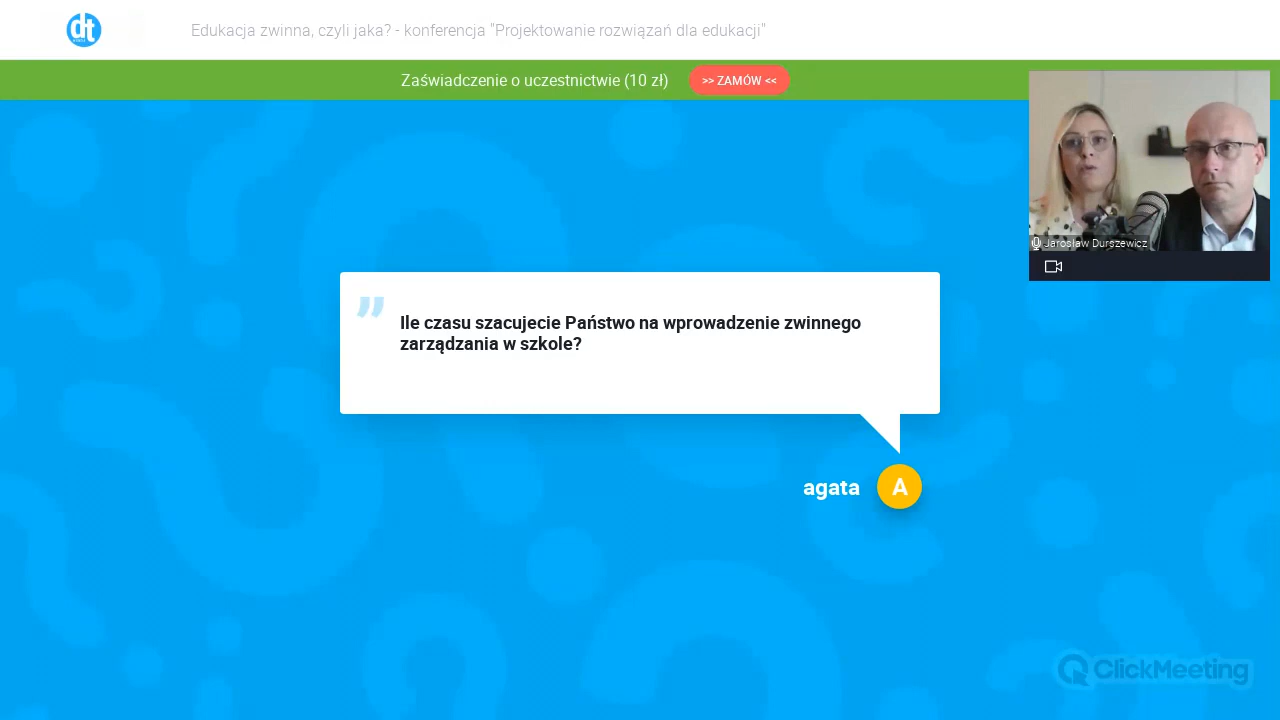 dt
Edukacja zwinna, czyli jaka? - konferencja "Projektowanie rozwiązań dla edukacji"
Zaświadczenie o uczestnictwie (10 zł)
>> ZAMÓW <<
Jarosław Durszewicz
Ile czasu szacujecie Państwo na wprowadzenie zwinnego
zarządzania w szkole?
agata
A
ClickMeeting